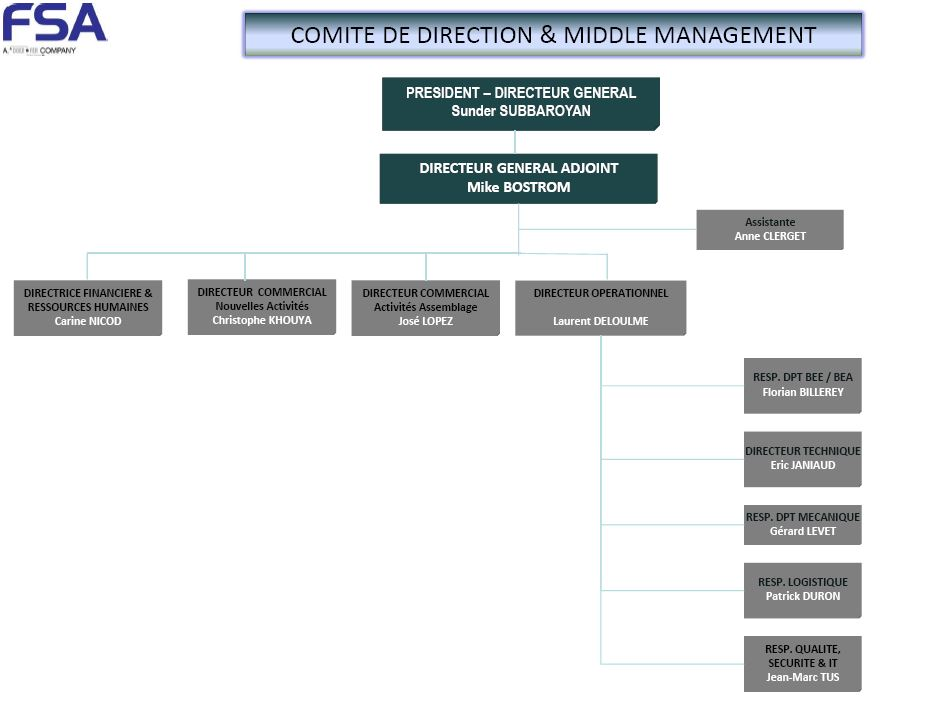 FSA
COMPANY
COMITE DE DIRECTION & MIDDLE MANAGEMENT
PRESIDENT – DIRECTEUR GENERAL
Sunder SUBBAROYAN
DIRECTEUR GENERAL ADJOINT
Mike BOSTROM
Assistante
Anne CLERGET
DIRECTRICE FINANCIERE &
RESSOURCES HUMAINES
Carine NICOD
DIRECTEUR COMMERCIAL
Nouvelles Activités
Christophe KHOUYA
DIRECTEUR COMMERCIAL
Activités Assemblage
José LOPEZ
DIRECTEUR OPERATIONNEL
Laurent DELOULME
RESP. DPT BEE / BEA
Florian BILLEREY
DIRECTEUR TECHNIQUE
Eric JANIAUD
RESP. DPT MECANIQUE
Gérard LEVET
RESP. LOGISTIQUE
Patrick DURON
RESP. QUALITE,
SECURITE & IT
Jean-Marc TUS